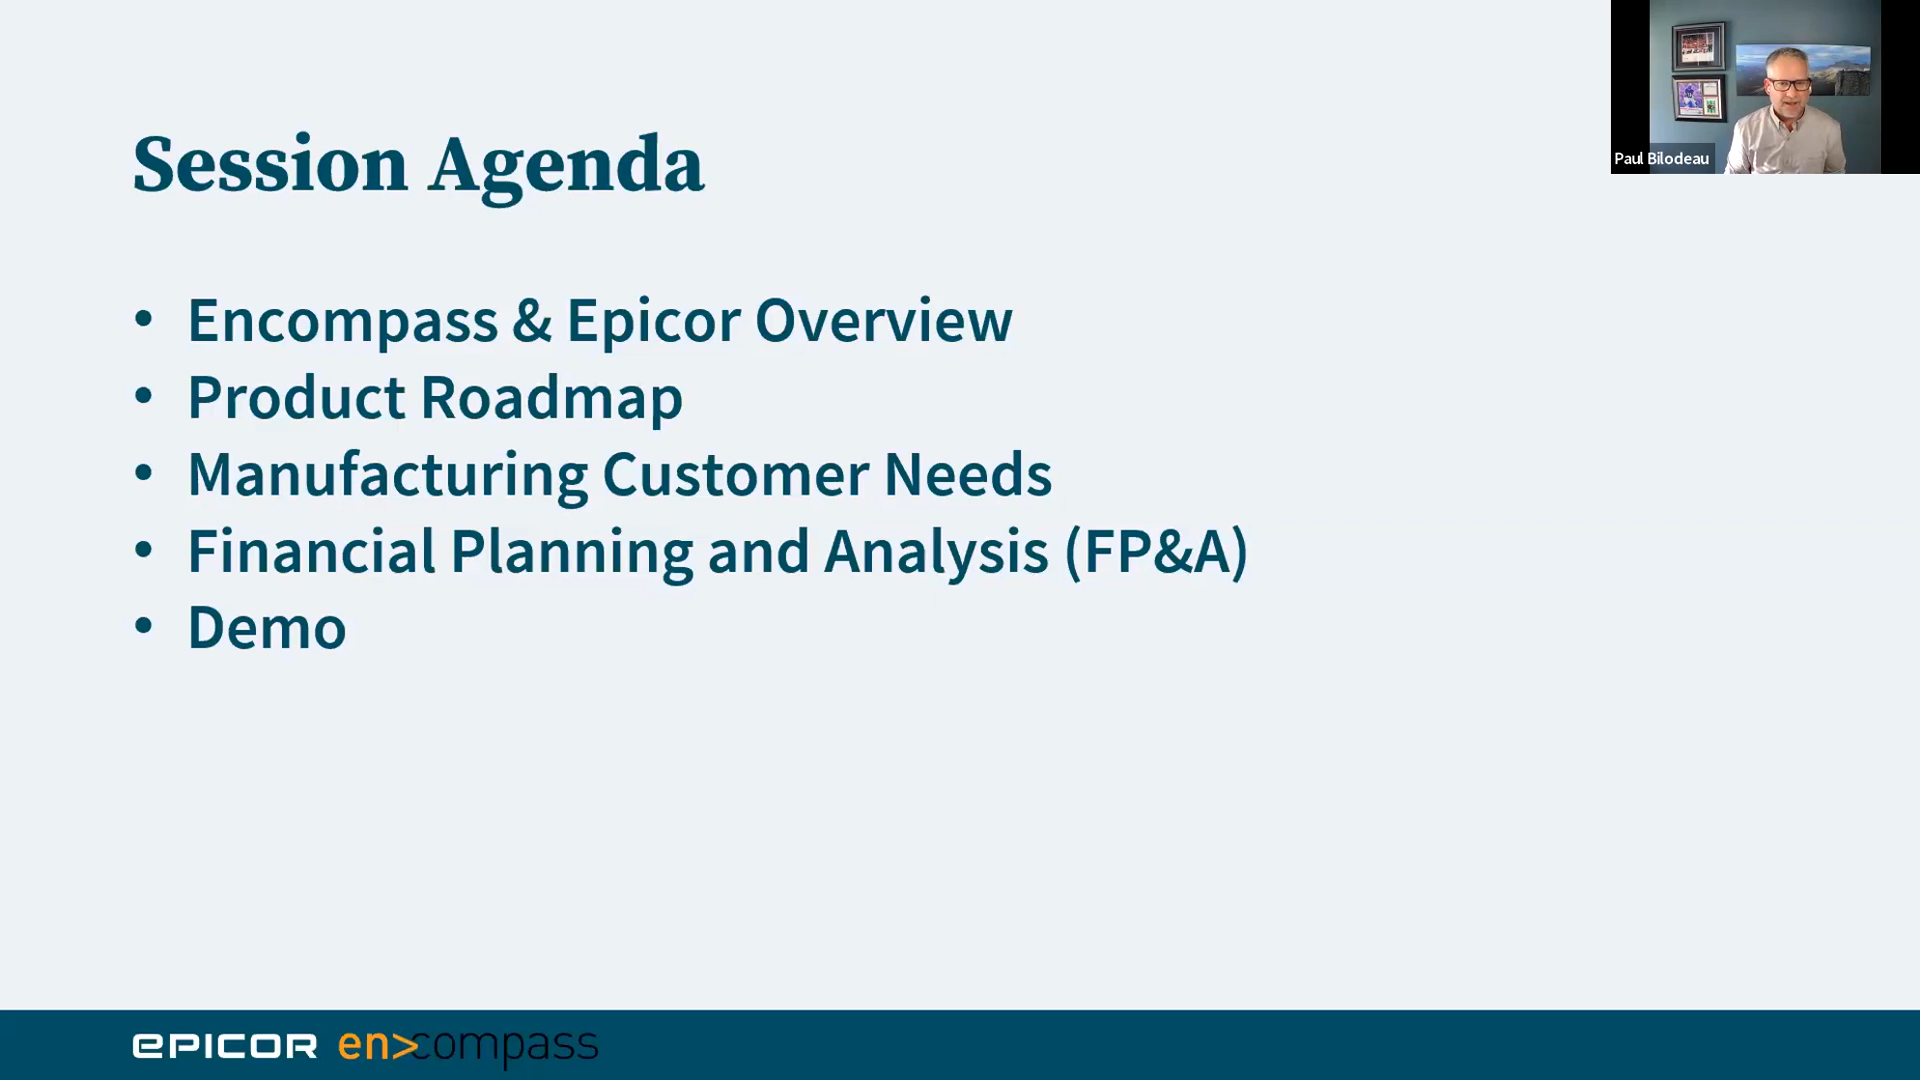 Session Agenda
• Encompass & Epicor Overview
• Product Roadmap
• Manufacturing Customer Needs
• Financial Planning and Analysis (FP&A)
• Demo
Paul Bilodeau
EPICOR en>compass